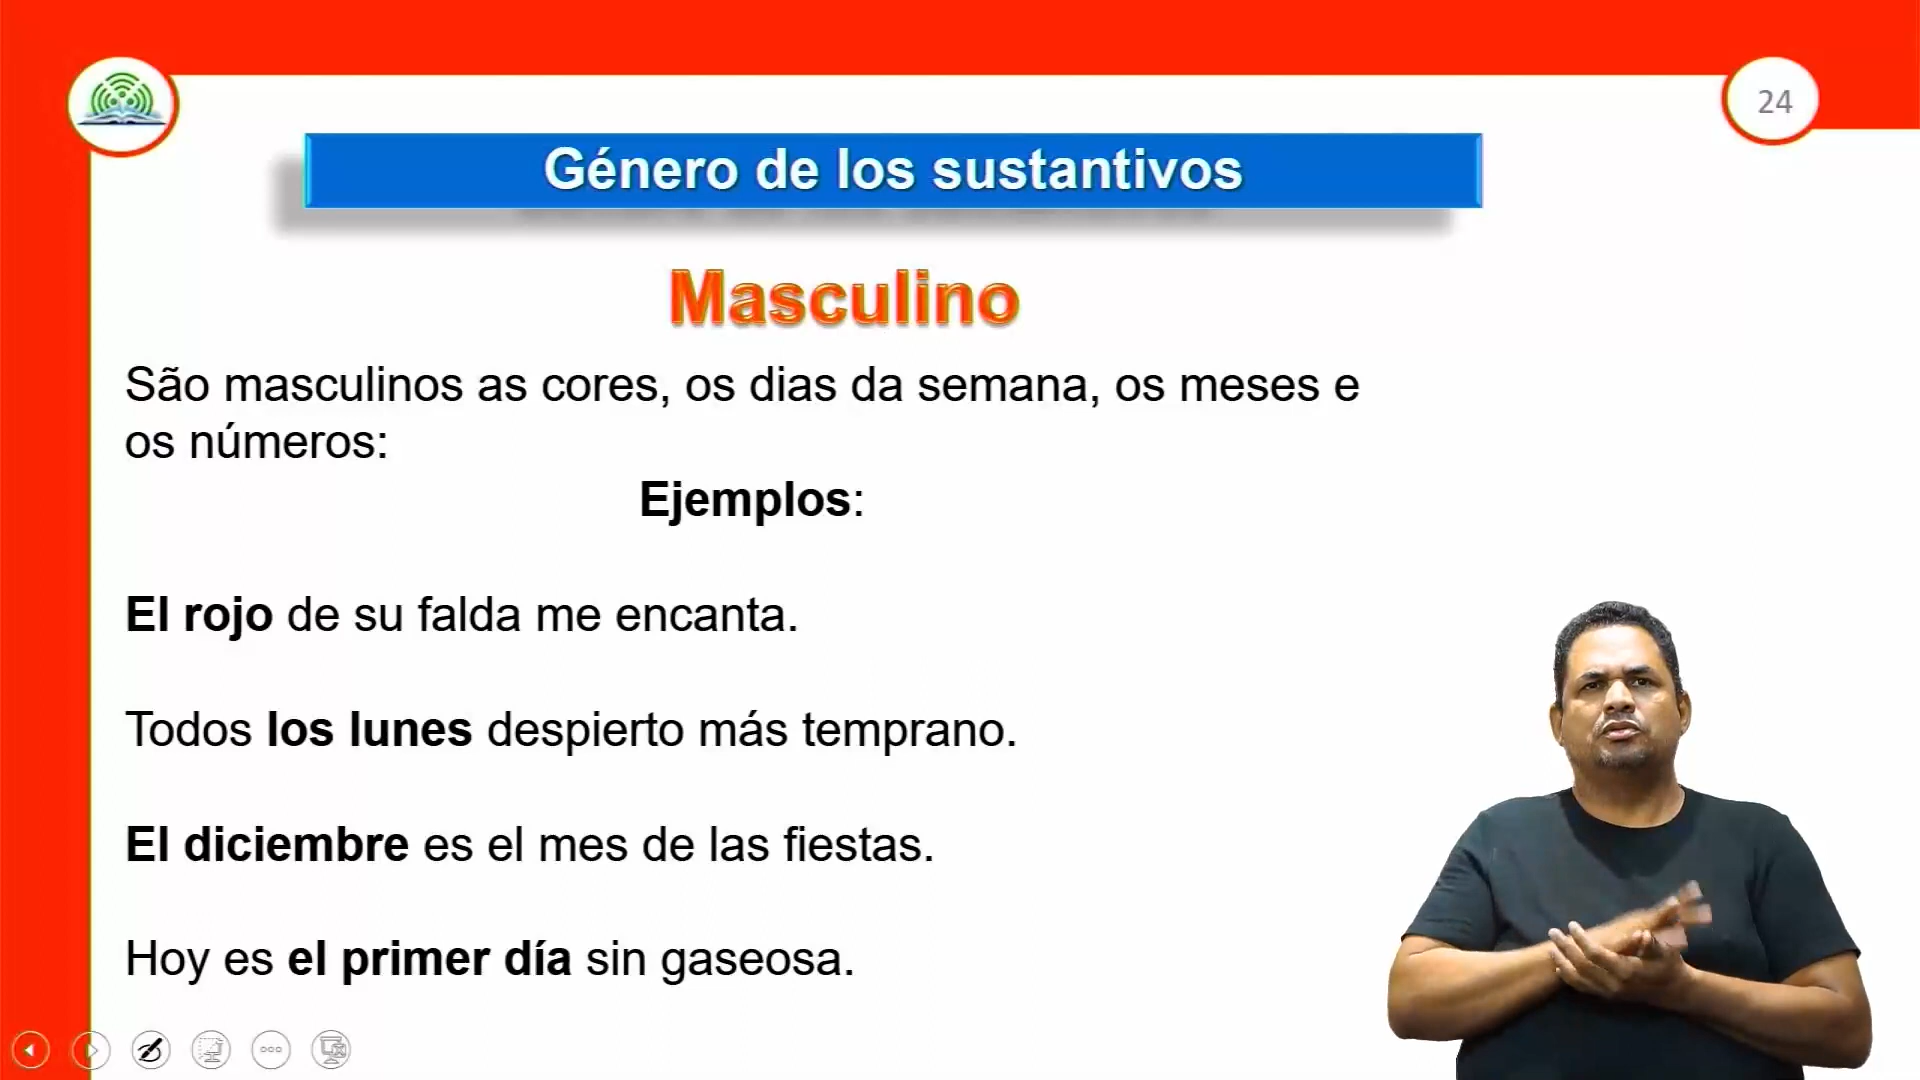 24
Género de los sustantivos
Masculino
São masculinos as cores, os dias da semana, os meses e
os números:
Ejemplos:
El rojo de su falda me encanta.
Todos los lunes despierto más temprano.
El diciembre es el mes de las fiestas.
Hoy es el primer día sin gaseosa.